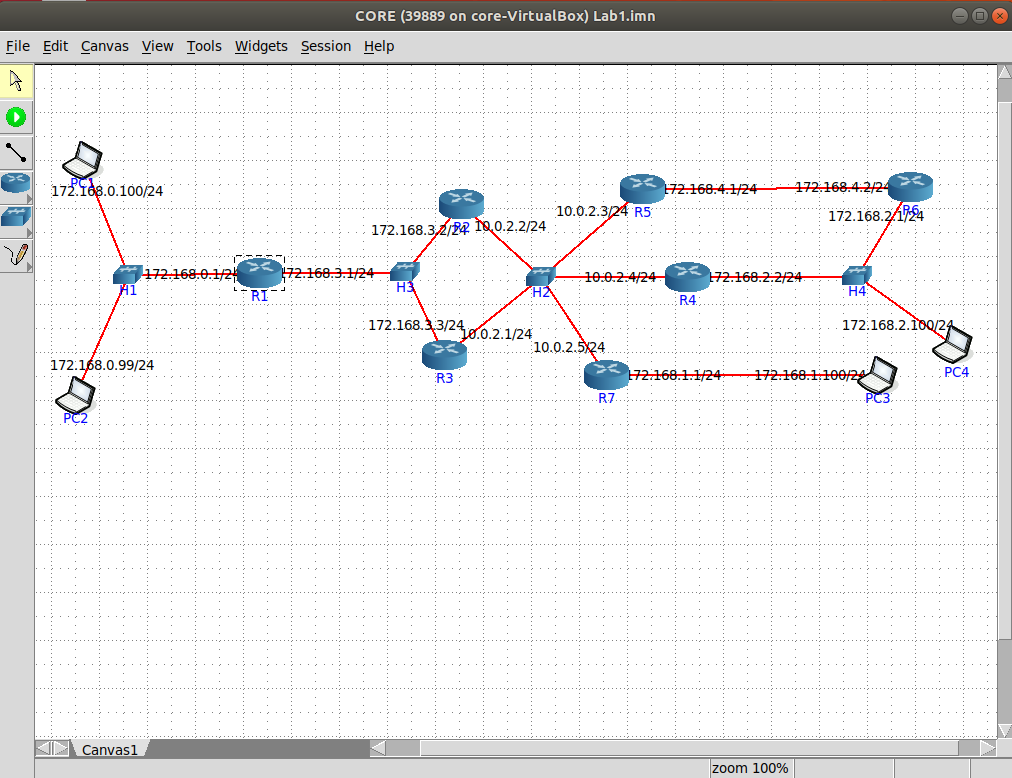 CORE (39889 on core-VirtualBox) Lab1.imn
File Edit Canvas View Tools Widgets Session Help
PC1
172.168.0.100/24
172.168.4.1/24
172.168.4.2/24
R5
R6
10.0.2.3/24
172.168.2.1/24
R2
172.168.3.2/24
10.0.2.2/24
172.168.0.1/24
172.168.3.1/24
10.0.2.4/24
172.168.2.2/24
H1
R1
H3
H2
R4
H4
172.168.3.3/24
10.0.2.1/24
172.168.2.100/24
10.0.2.5/24
172.168.0.99/24
R3
172.168.1.1/24
172.168.1.100/24
PC4
R7
PC3
PC2
Canvas1
zoom 100%